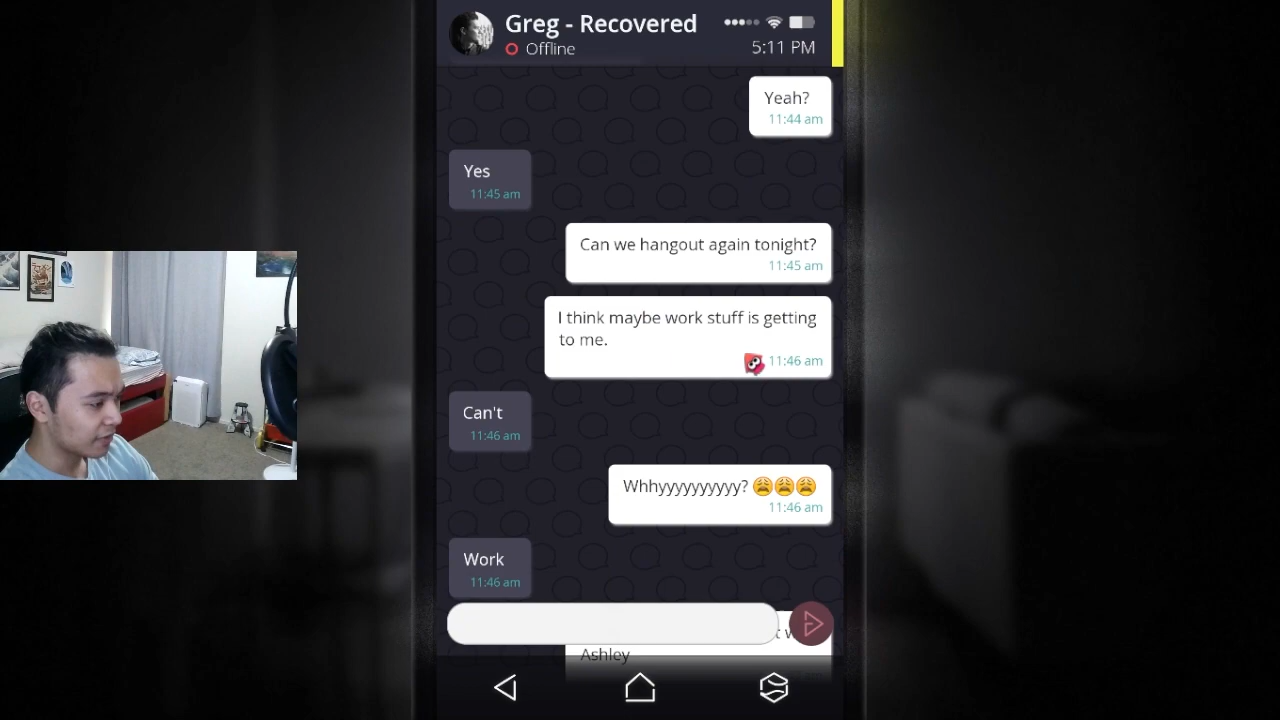 Greg - Recovered
Offline
5:11 PM
Yeah?
11:44 am
Yes
11:45 am
Can we hangout again tonight?
11:45 am
I think maybe work stuff is getting
to me.
11:46 am
Can't
11:46 am
Whhyyyyyyyyyy? 😩😩😩
11:46 am
Work
11:46 am
Ashley